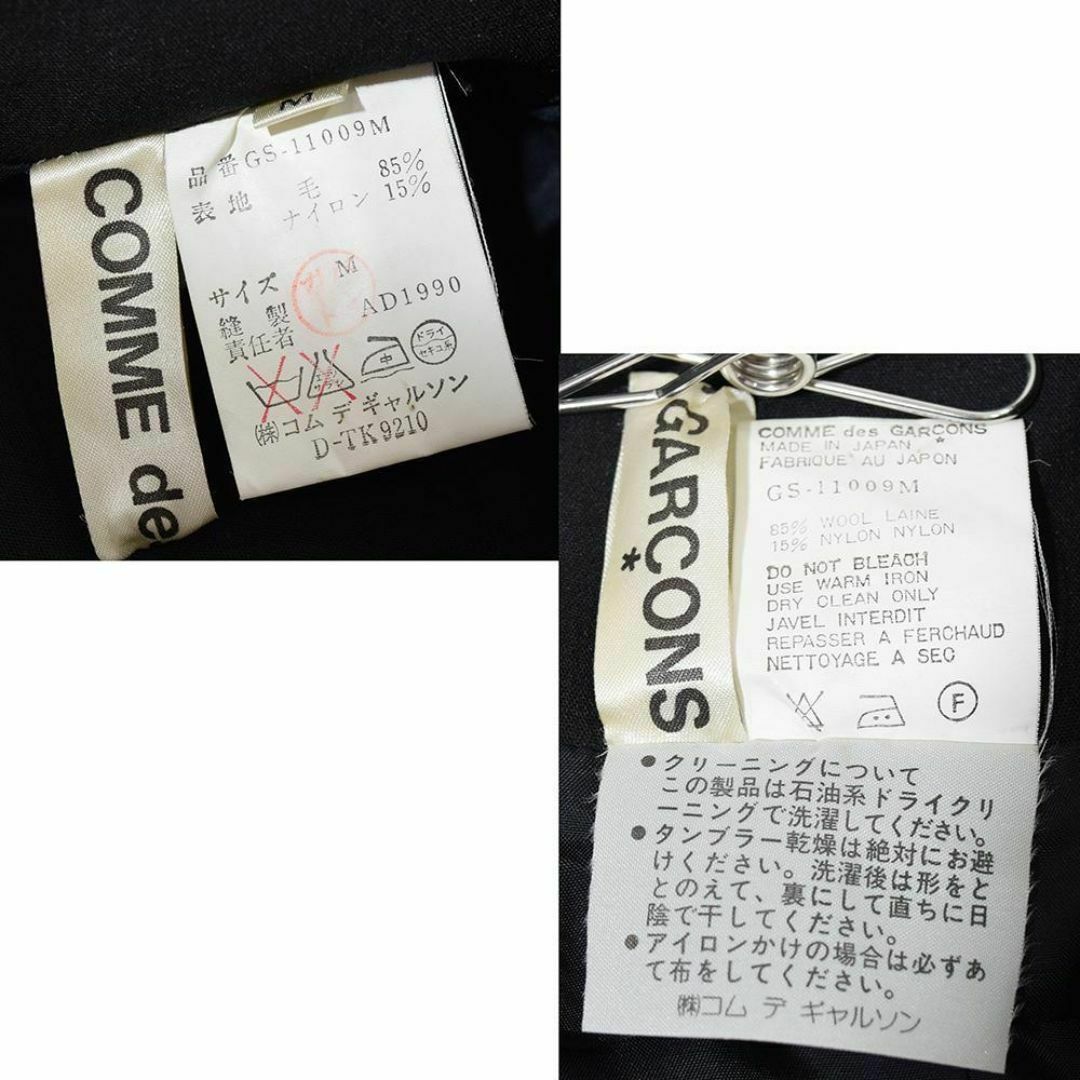 COMME de
M
品番GS-11009M
表地 毛 85%
ナイロン 15%
サイズ M
縫製 AD1990
責任者
ドライ
セキユ系
㈱コム デ ギャルソン
D-TK9210
GARÇONS
*
COMME des GARÇONS
*
MADE IN JAPAN
FABRIQUE AU JAPON
GS-11009M
85% WOOL LAINE
15% NYLON NYLON
DO NOT BLEACH
USE WARM IRON
DRY CLEAN ONLY
JAVEL INTERDIT
REPASSER A FERCHAUD
NETTOYAGE A SEC
F
●クリーニングについて
この製品は石油系ドライクリ
ーニングで洗濯してください。
●タンブラー乾燥は絶対にお避
けください。洗濯後は形をと
とのえて、裏にして直ちに日
陰で干してください。
●アイロンかけの場合は必ずあ
て布をしてください。
㈱コム デ ギャルソン